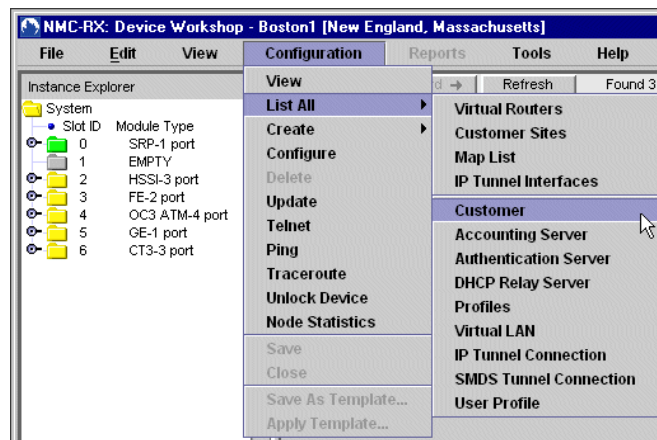 NMC-RX: Device Workshop - Boston1 [New England, Massachusetts]
File Edit View Configuration Reports Tools Help
Instance Explorer
Refresh
Found 3
System
Slot ID Module Type
0 SRP-1 port
1 EMPTY
2 HSSI-3 port
3 FE-2 port
4 OC3 ATM-4 port
5 GE-1 port
6 CT3-3 port
View
List All
Create
Configure
Delete
Update
Telnet
Ping
Traceroute
Unlock Device
Node Statistics
Save
Close
Save As Template...
Apply Template...
Virtual Routers
Customer Sites
Map List
IP Tunnel Interfaces
Customer
Accounting Server
Authentication Server
DHCP Relay Server
Profiles
Virtual LAN
IP Tunnel Connection
SMDS Tunnel Connection
User Profile